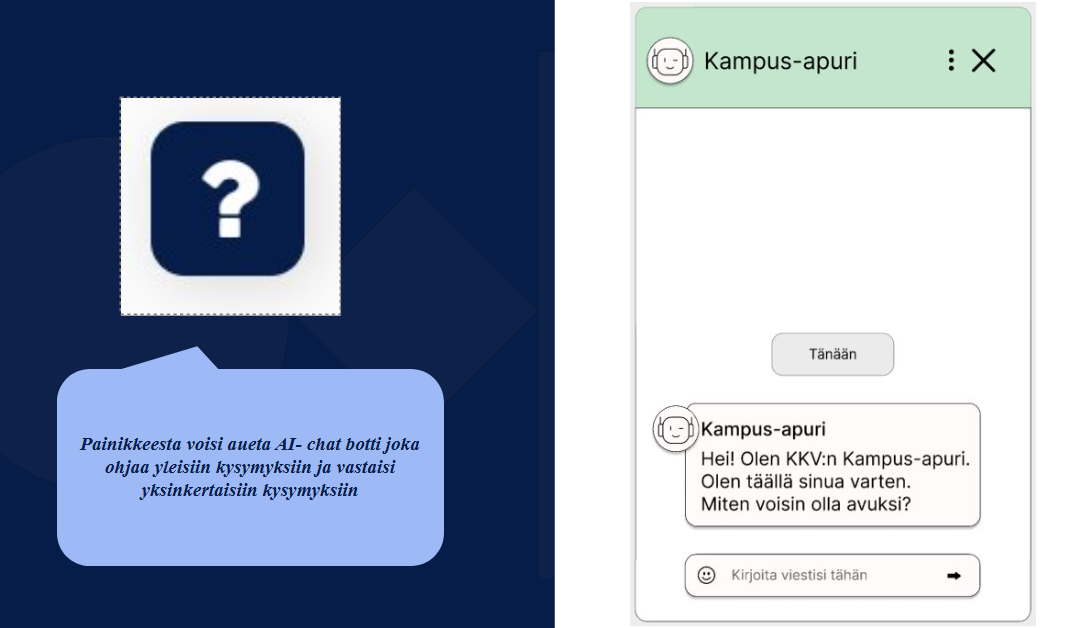 ?
Painikkeesta voisi aueta AI- chat botti joka
ohjaa yleisiin kysymyksiin ja vastaisi
yksinkertaisiin kysymyksiin
Kampus-apuri
Tänään
Kampus-apuri
Hei! Olen KKV:n Kampus-apuri.
Olen täällä sinua varten.
Miten voisin olla avuksi?
Kirjoita viestisi tähän